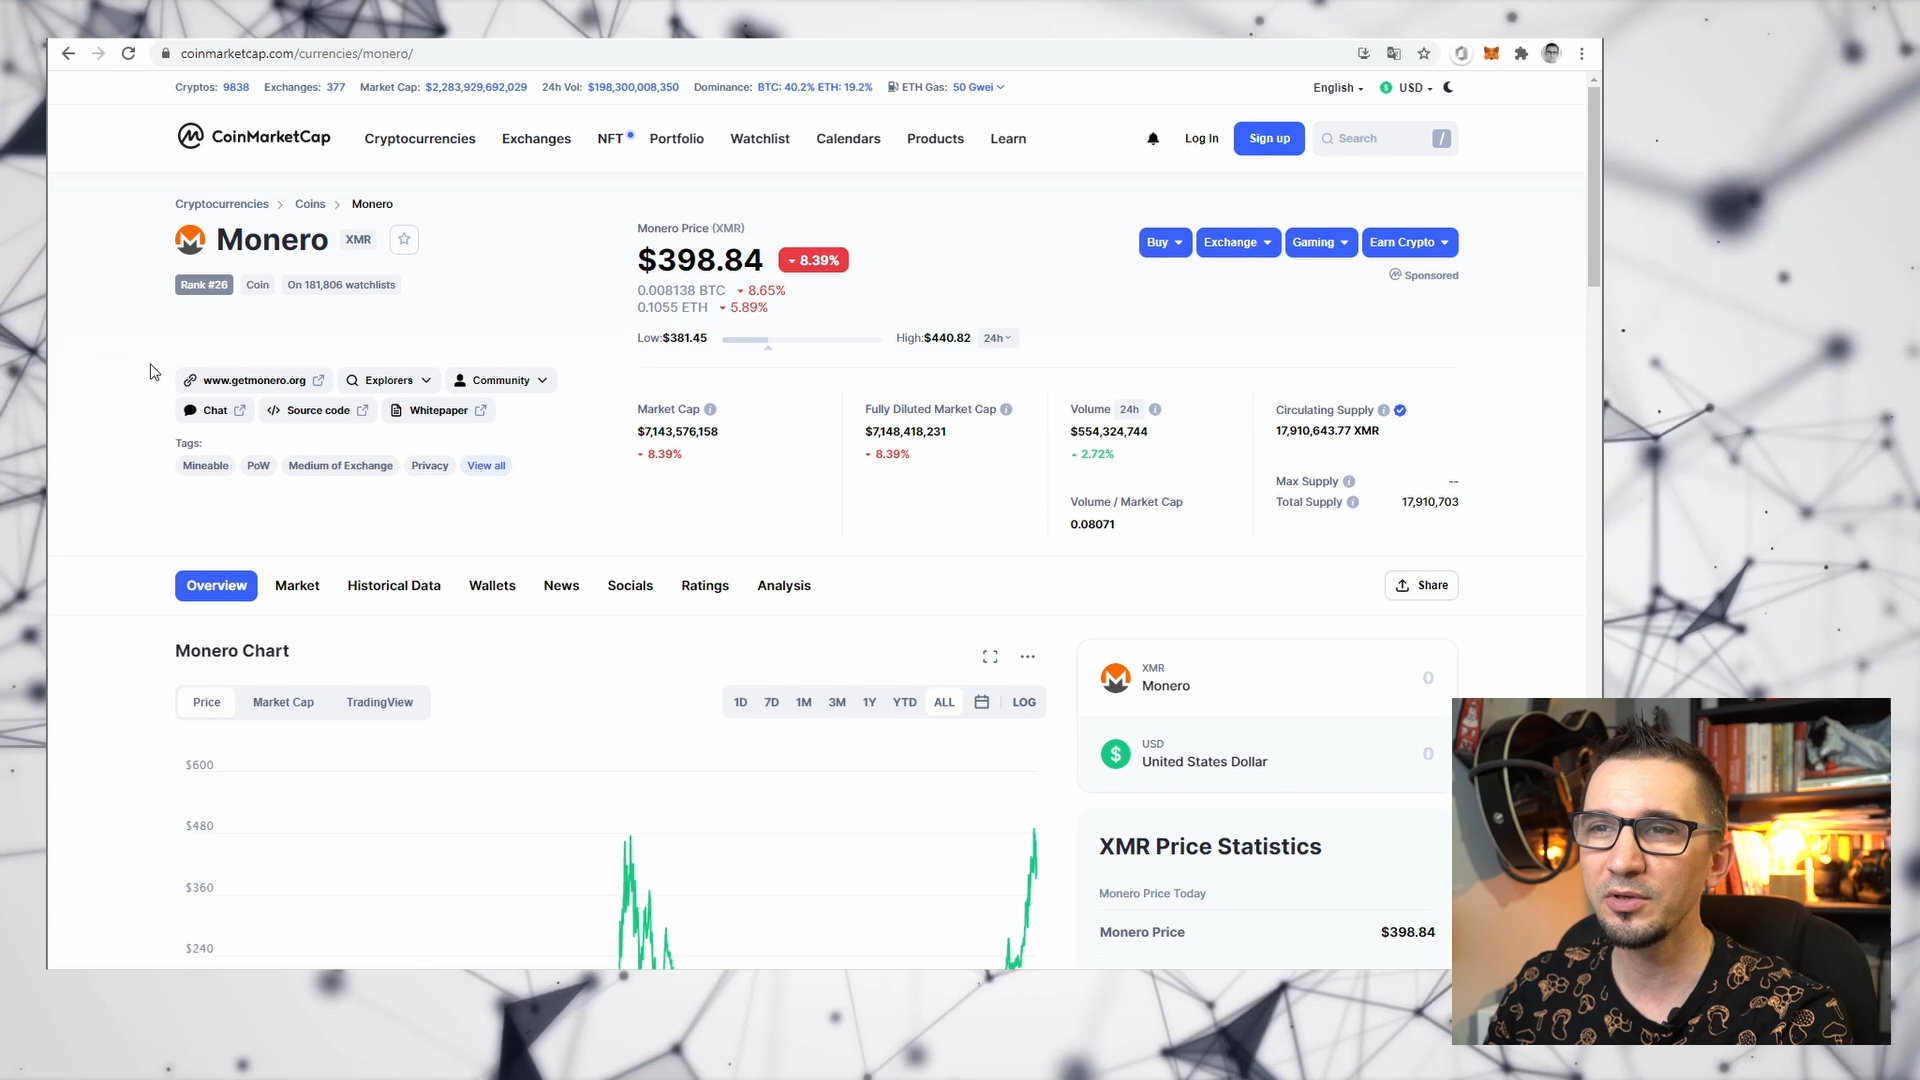 coinmarketcap.com/currencies/monero/
Cryptos: 9838 Exchanges: 377 Market Cap: $2,283,929,692,029 24h Vol: $198,300,008,350 Dominance: BTC: 40.2% ETH: 19.2% ETH Gas: 50 Gwei English USD
CoinMarketCap Cryptocurrencies Exchanges NFT Portfolio Watchlist Calendars Products Learn Log In Sign up Search /
Cryptocurrencies > Coins > Monero
Monero XMR
Rank #26 Coin On 181,806 watchlists
www.getmonero.org Explorers Community
Chat Source code Whitepaper
Tags:
Mineable PoW Medium of Exchange Privacy View all
Monero Price (XMR)
$398.84 8.39%
0.008138 BTC 8.65%
0.1055 ETH 5.89%
Low:$381.45 High:$440.82 24h
Buy Exchange Gaming Earn Crypto
Sponsored
Market Cap
$7,143,576,158
8.39%
Fully Diluted Market Cap
$7,148,418,231
8.39%
Volume 24h
$554,324,744
2.72%
Volume / Market Cap
0.08071
Circulating Supply
17,910,643.77 XMR
Max Supply --
Total Supply 17,910,703
Overview Market Historical Data Wallets News Socials Ratings Analysis Share
Monero Chart
Price Market Cap TradingView 1D 7D 1M 3M 1Y YTD ALL LOG
$600
$480
$360
$240
XMR
Monero 0
USD
United States Dollar 0
XMR Price Statistics
Monero Price Today
Monero Price $398.84